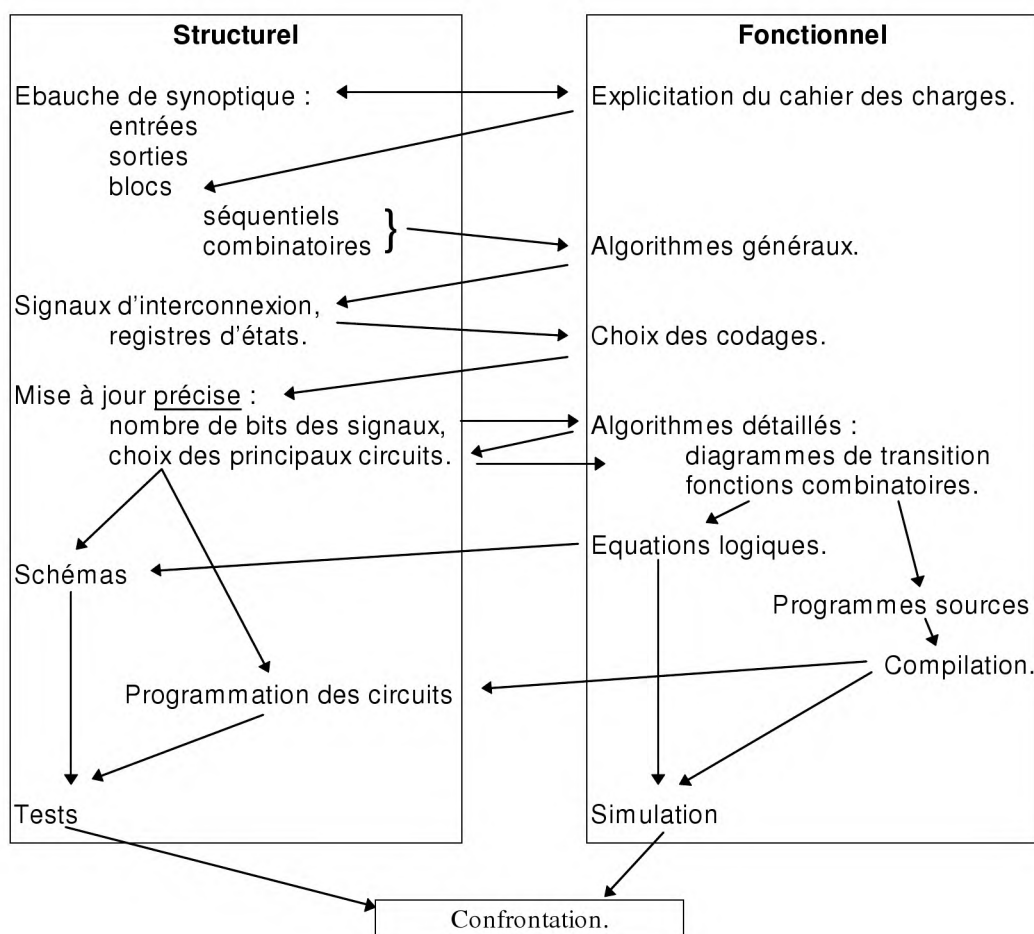 Structurel
Ebauche de synoptique :
entrées
sorties
blocs
séquentiels
combinatoires
}
Signaux d'interconnexion,
registres d'états.
Mise à jour précise :
nombre de bits des signaux,
choix des principaux circuits.
Schémas
Programmation des circuits
Tests
Fonctionnel
Explicitation du cahier des charges.
Algorithmes généraux.
Choix des codages.
Algorithmes détaillés :
diagrammes de transition
fonctions combinatoires.
Equations logiques.
Programmes sources
Compilation.
Simulation
Confrontation.